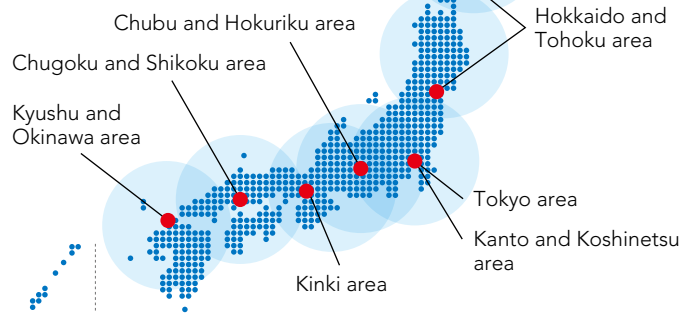 Hokkaido and
Tohoku area
Chubu and Hokuriku area
Chugoku and Shikoku area
Kyushu and
Okinawa area
Tokyo area
Kanto and Koshinetsu
area
Kinki area